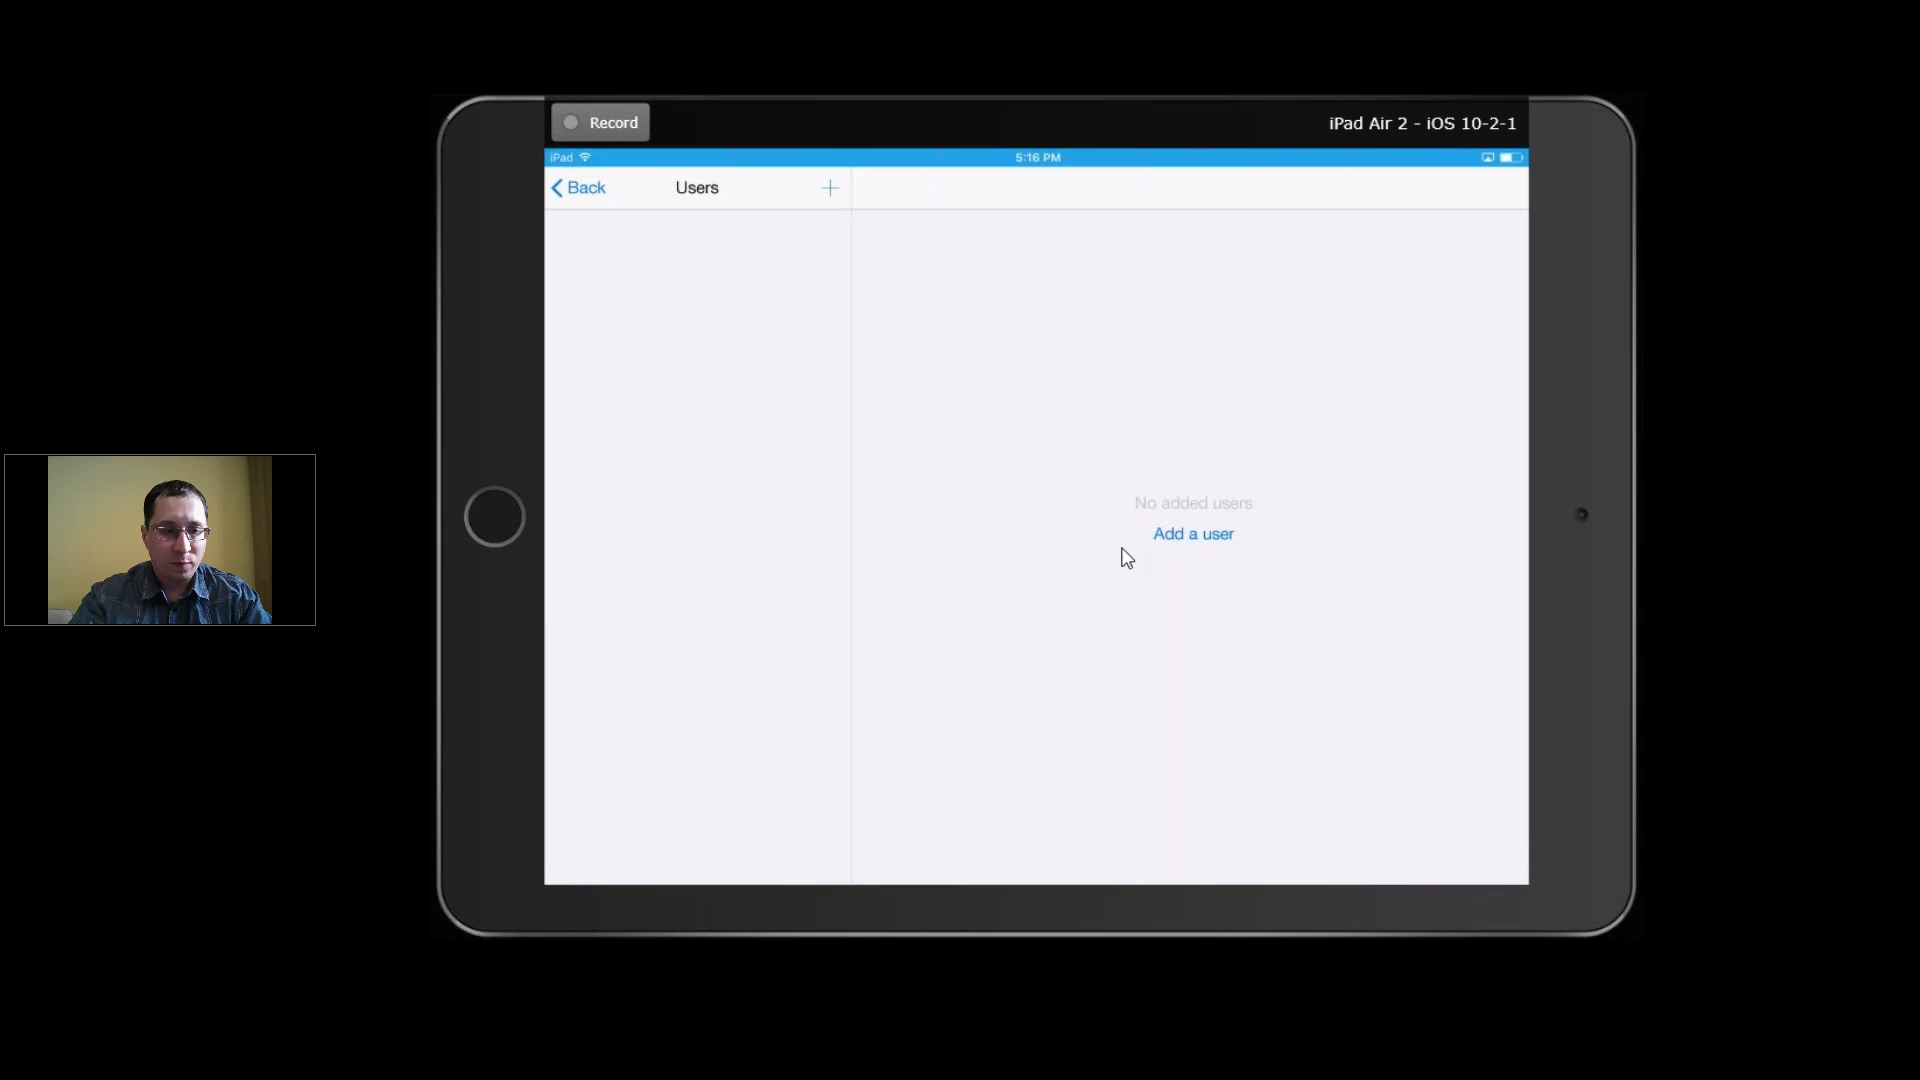 Record
iPad Air 2 - iOS 10-2-1
iPad
5:16 PM
Back
Users
No added users
Add a user